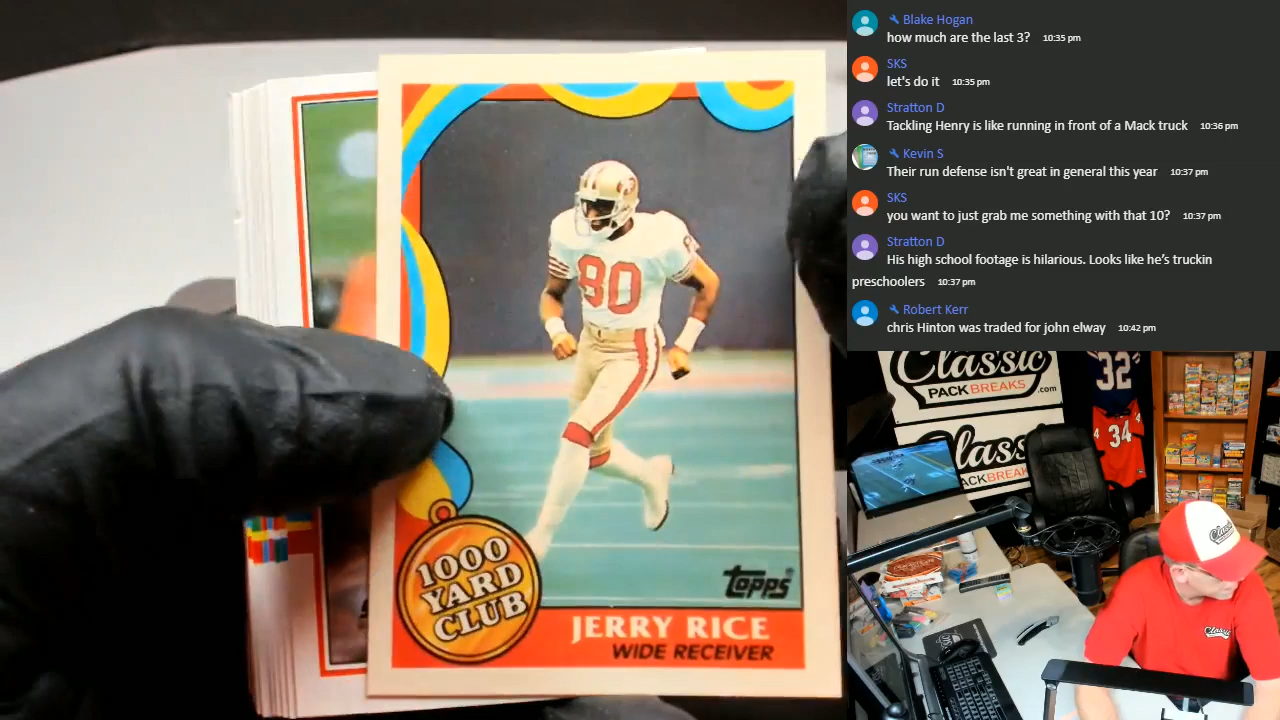 80
8
1000
YARD
CLUB
topps
JERRY RICE
WIDE RECEIVER
Blake Hogan
how much are the last 3? 10:35 pm
SKS
let's do it 10:35 pm
Stratton D
Tackling Henry is like running in front of a Mack truck 10:36 pm
Kevin S
Their run defense isn't great in general this year 10:37 pm
SKS
you want to just grab me something with that 10? 10:37 pm
Stratton D
His high school footage is hilarious. Looks like he's truckin
preschoolers 10:37 pm
Robert Kerr
chris Hinton was traded for john elway 10:42 pm
Classic
PACKBREAKS.com
32
34
Classic
PACKBREAKS
Classic